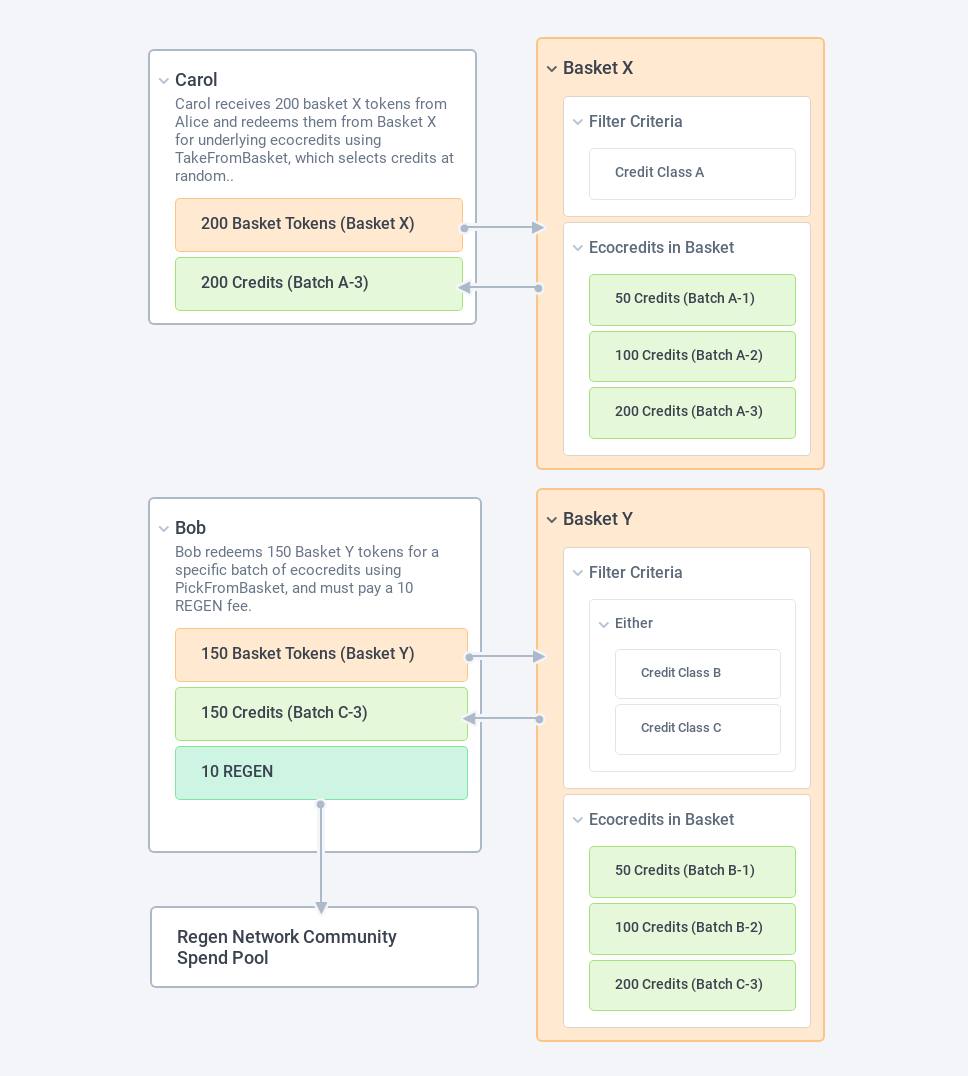 Carol
Carol receives 200 basket X tokens from
Alice and redeems them from Basket X
for underlying ecocredits using
TakeFromBasket, which selects credits at
random..
200 Basket Tokens (Basket X)
200 Credits (Batch A-3)
Basket X
Filter Criteria
Credit Class A
Ecocredits in Basket
50 Credits (Batch A-1)
100 Credits (Batch A-2)
200 Credits (Batch A-3)
Bob
Bob redeems 150 Basket Y tokens for a
specific batch of ecocredits using
PickFromBasket, and must pay a 10
REGEN fee.
150 Basket Tokens (Basket Y)
150 Credits (Batch C-3)
10 REGEN
Regen Network Community
Spend Pool
Basket Y
Filter Criteria
Either
Credit Class B
Credit Class C
Ecocredits in Basket
50 Credits (Batch B-1)
100 Credits (Batch B-2)
200 Credits (Batch C-3)